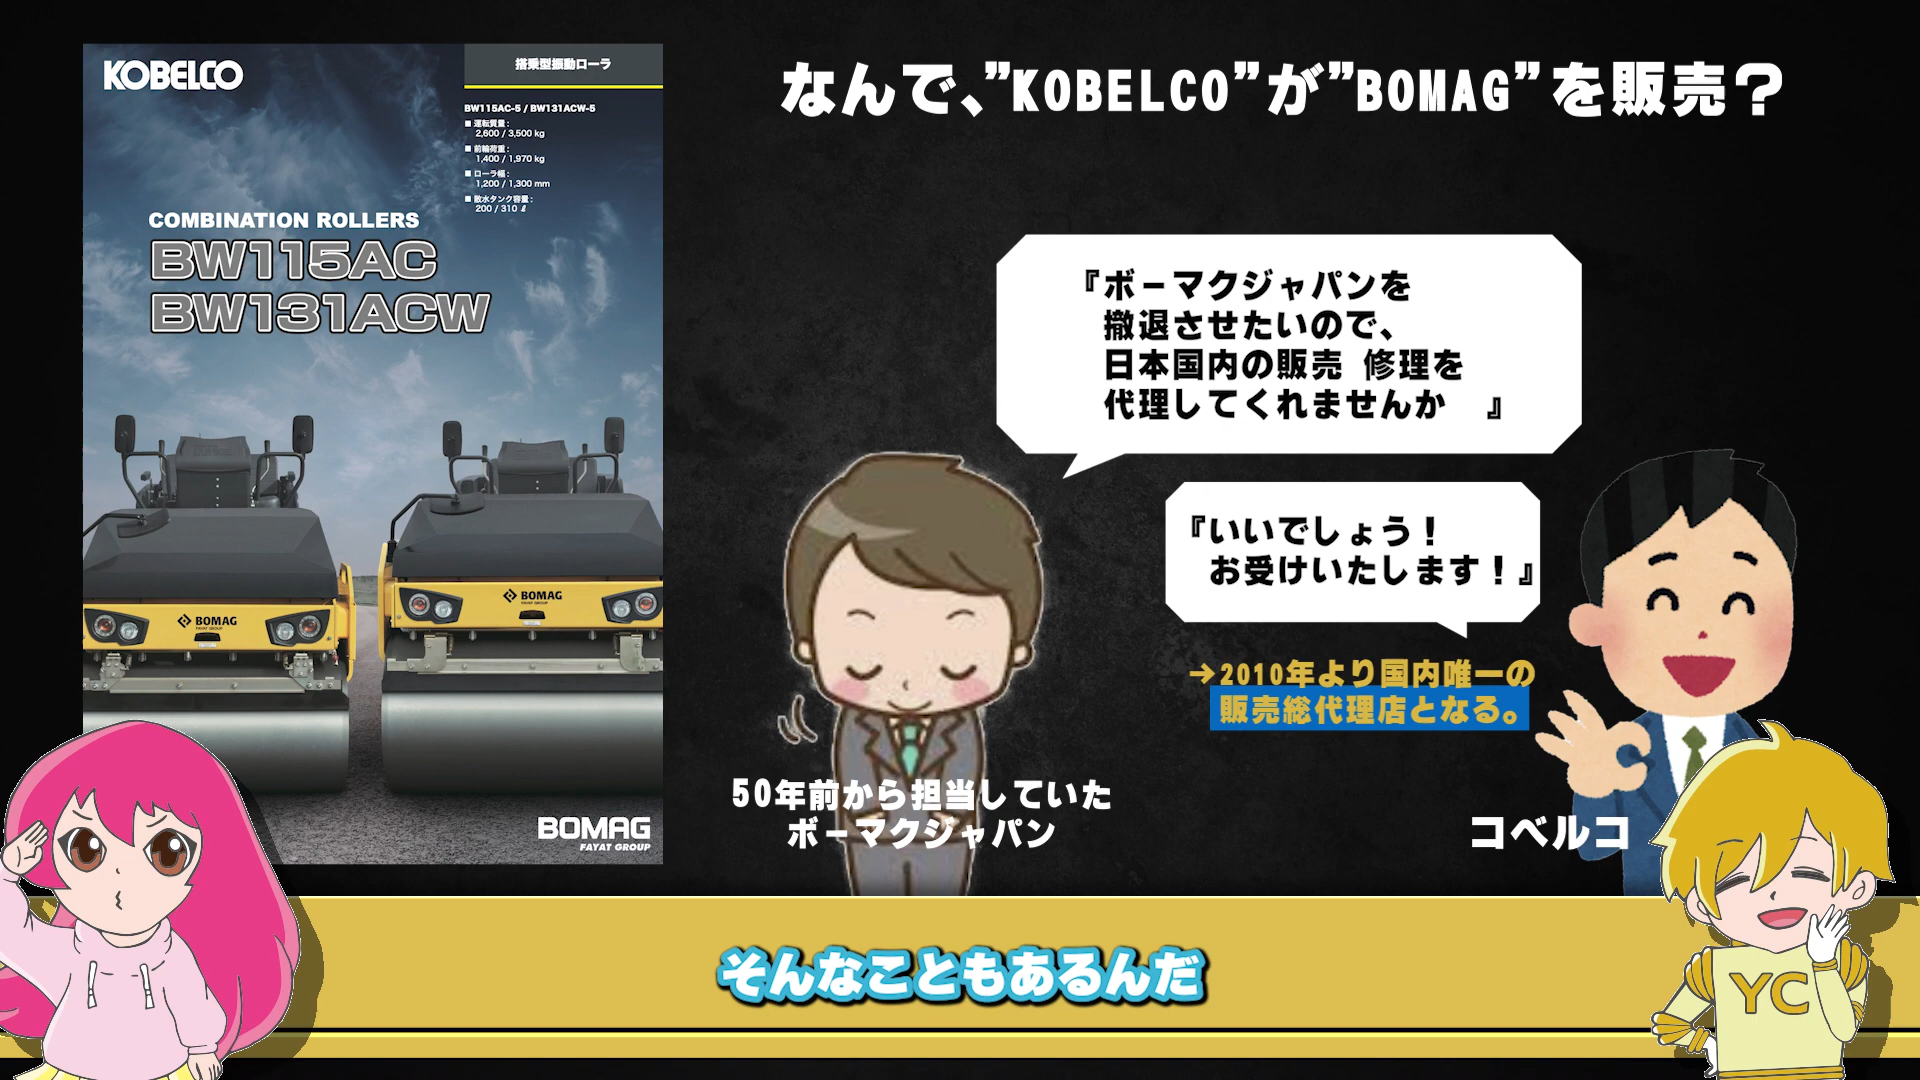 KOBELCO
搭乗型振動ローラ
BW115AC-5 / BW131ACW-5
■ 運転質量：
2,600 / 3,500 kg
■ 前輪荷重：
1,400 / 1,970 kg
■ ローラ幅：
1,200 / 1,300 mm
■ 散水タンク容量：
200 / 310 ℓ
COMBINATION ROLLERS
BW115AC
BW131ACW
BOMAG
FAYAT GROUP
BOMAG
FAYAT GROUP
BOMAG
FAYAT GROUP
なんで、”KOBELCO”が”BOMAG”を販売？
『ボーマクジャパンを
撤退させたいので、
日本国内の販売 修理を
代理してくれませんか　』
『いいでしょう！
お受けいたします！』
→2010年より国内唯一の
販売総代理店となる。
50年前から担当していた
ボーマクジャパン
コベルコ
そんなこともあるんだ
YC